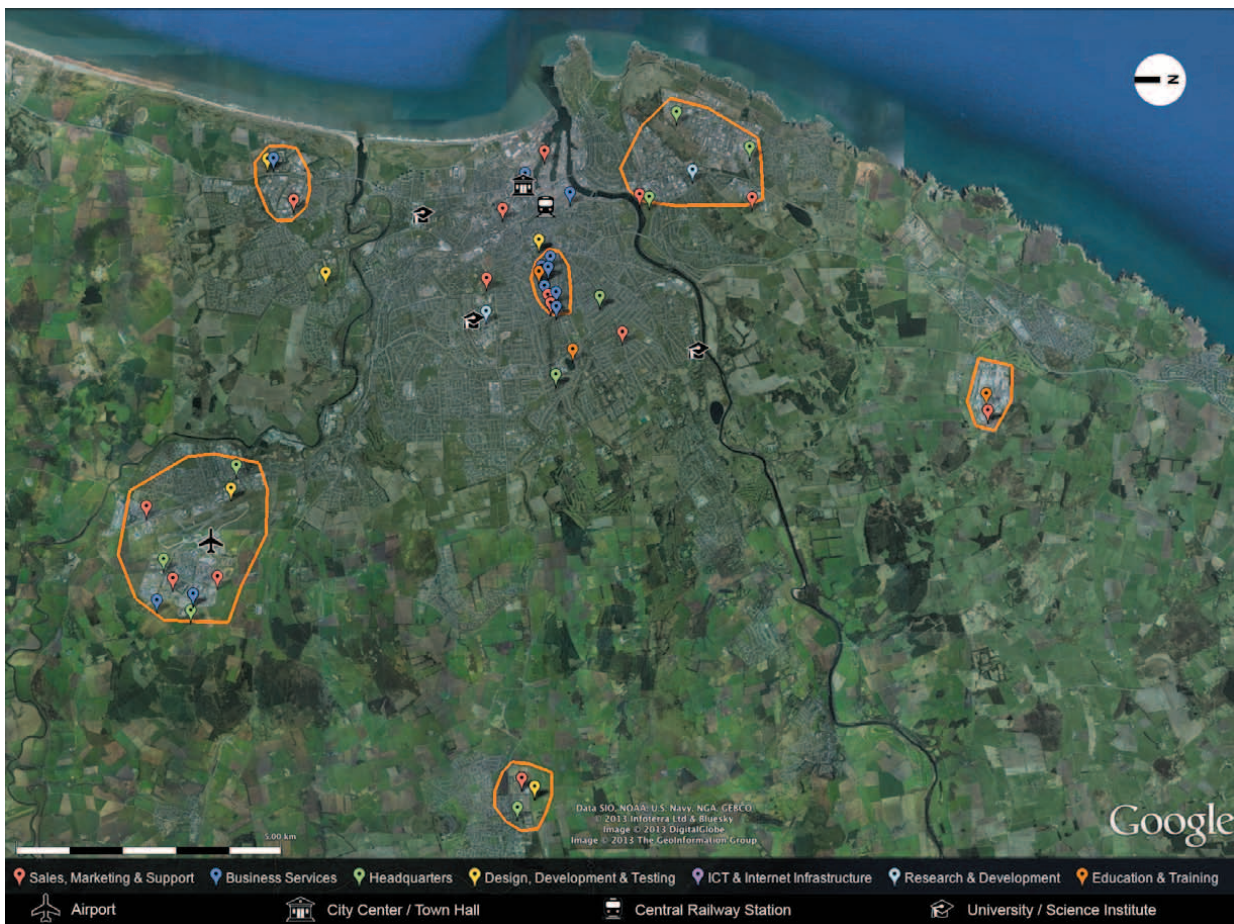 N
5.00 km
Data SIO, NOAA, U.S. Navy, NGA, GEBCO
© 2013 Infoterra Ltd & Bluesky
Image © 2013 DigitalGlobe
Image © 2013 The GeoInformation Group
Google
Sales, Marketing & Support Business Services Headquarters Design, Development & Testing ICT & Internet Infrastructure Research & Development Education & Training
Airport City Center / Town Hall Central Railway Station University / Science Institute